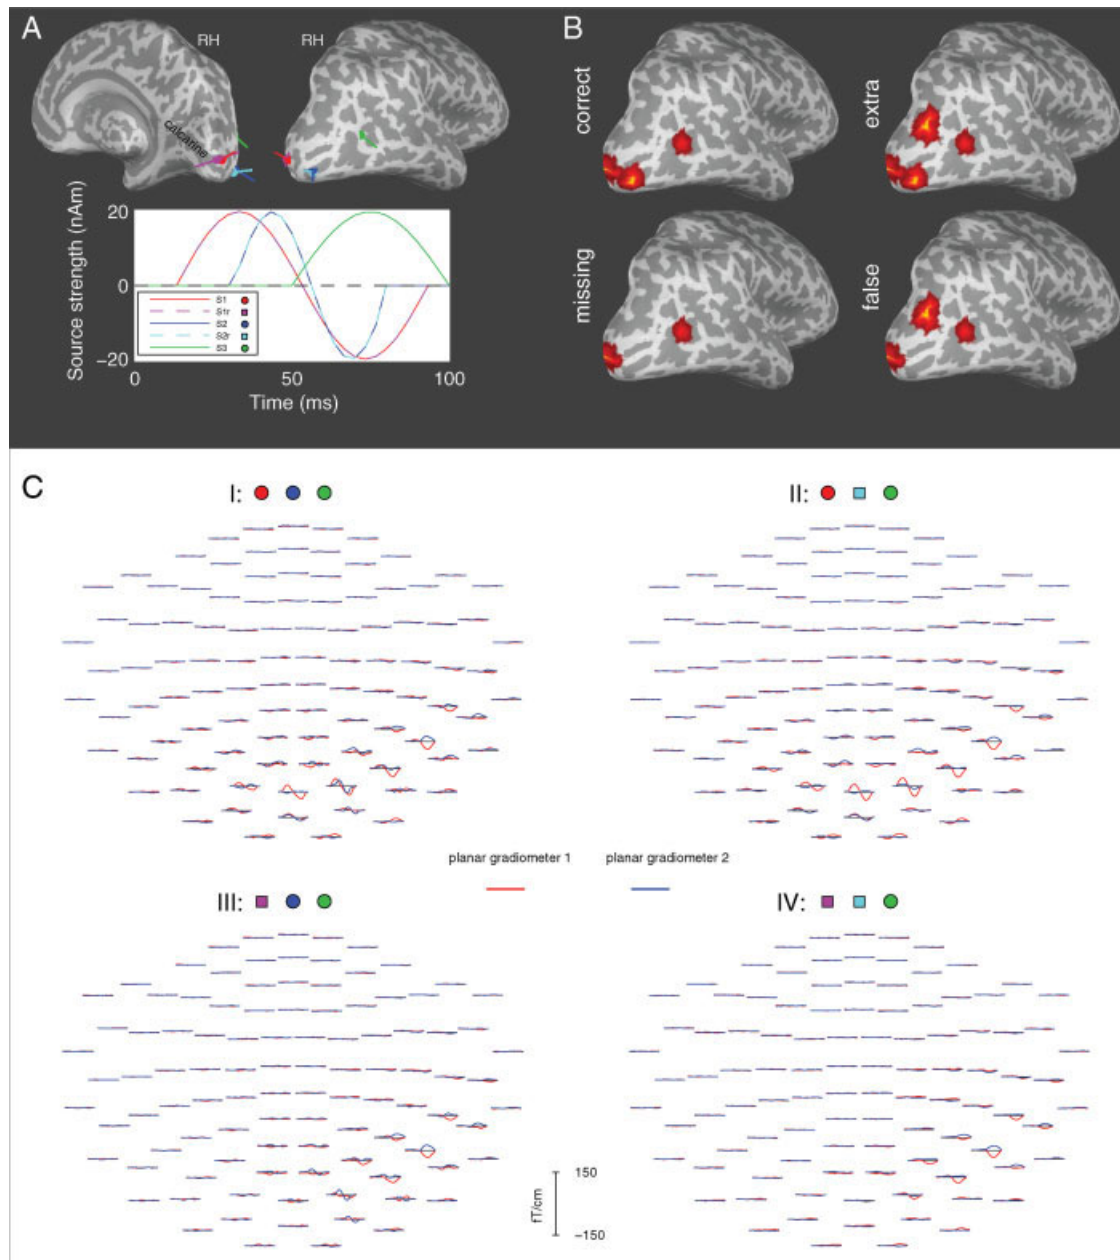 A
RH
RH
calcarine
Source strength (nAm)
20
0
−20
S1
S1r
S2
S2r
S3
0
50
100
Time (ms)
B
correct
extra
missing
false
C
I:
II:
planar gradiometer 1
planar gradiometer 2
III:
IV:
150
fT/cm
−150